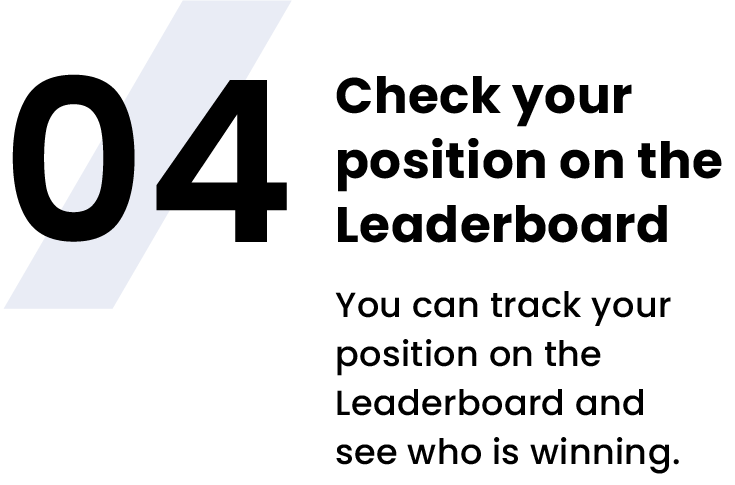 04
Check your
position on the
Leaderboard
You can track your
position on the
Leaderboard and
see who is winning.